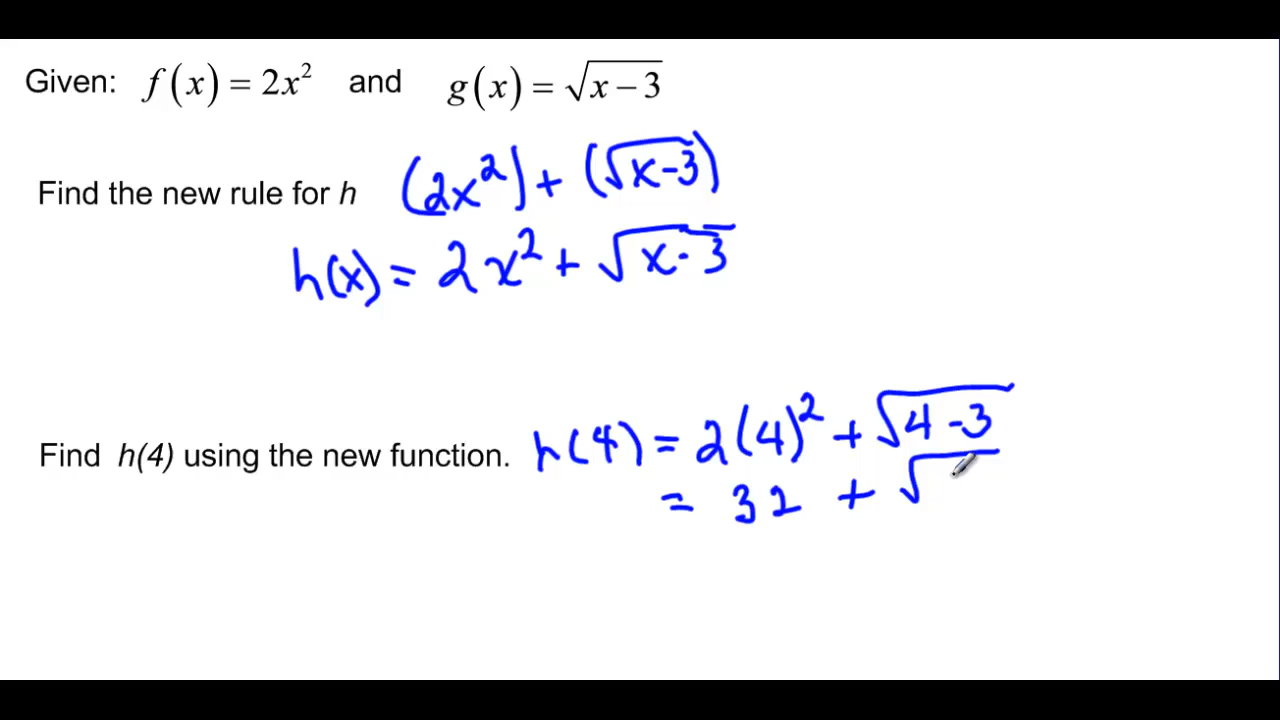 Given: f(x) = 2x² and g(x) = √(x − 3)
(2x²) + (√x-3)
Find the new rule for h
h(x) = 2x² + √x-3
h(4) = 2(4)² + √4-3
Find h(4) using the new function.
= 32 + √